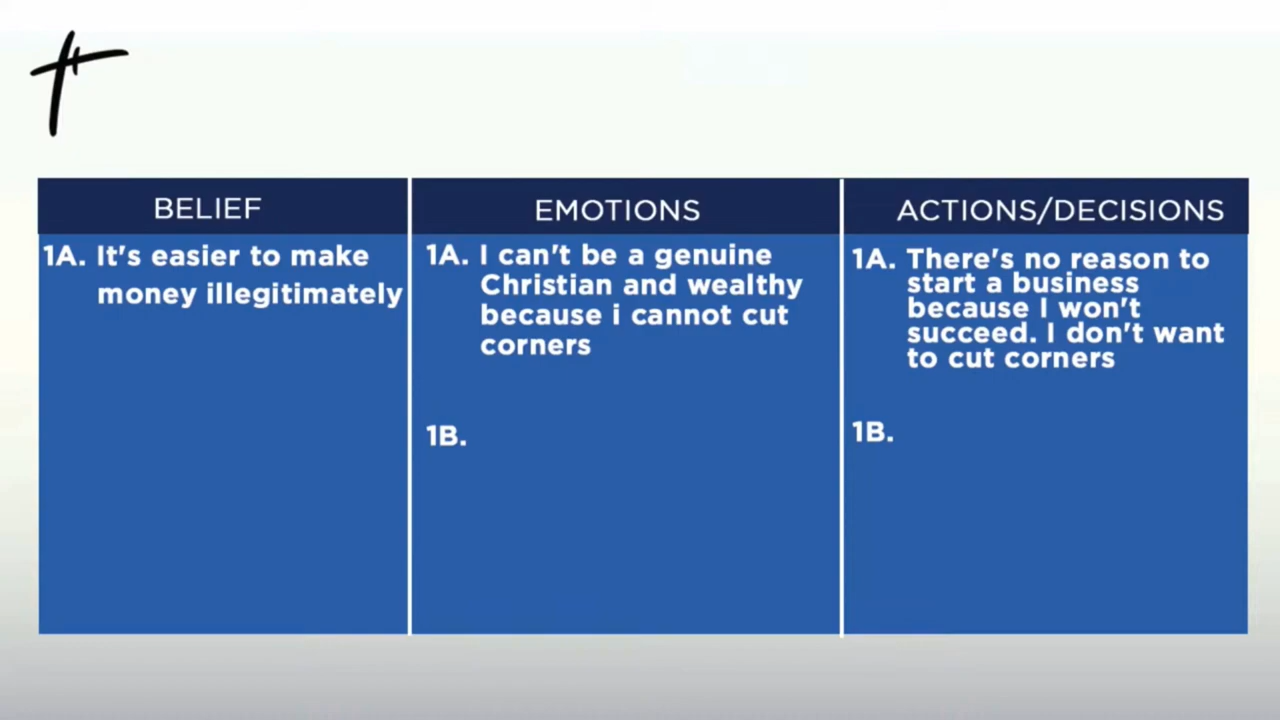 BELIEF
EMOTIONS
ACTIONS/DECISIONS
1A. It's easier to make
money illegitimately
1A. I can't be a genuine
Christian and wealthy
because i cannot cut
corners
1B.
1A. There's no reason to
start a business
because I won't
succeed. I don't want
to cut corners
1B.